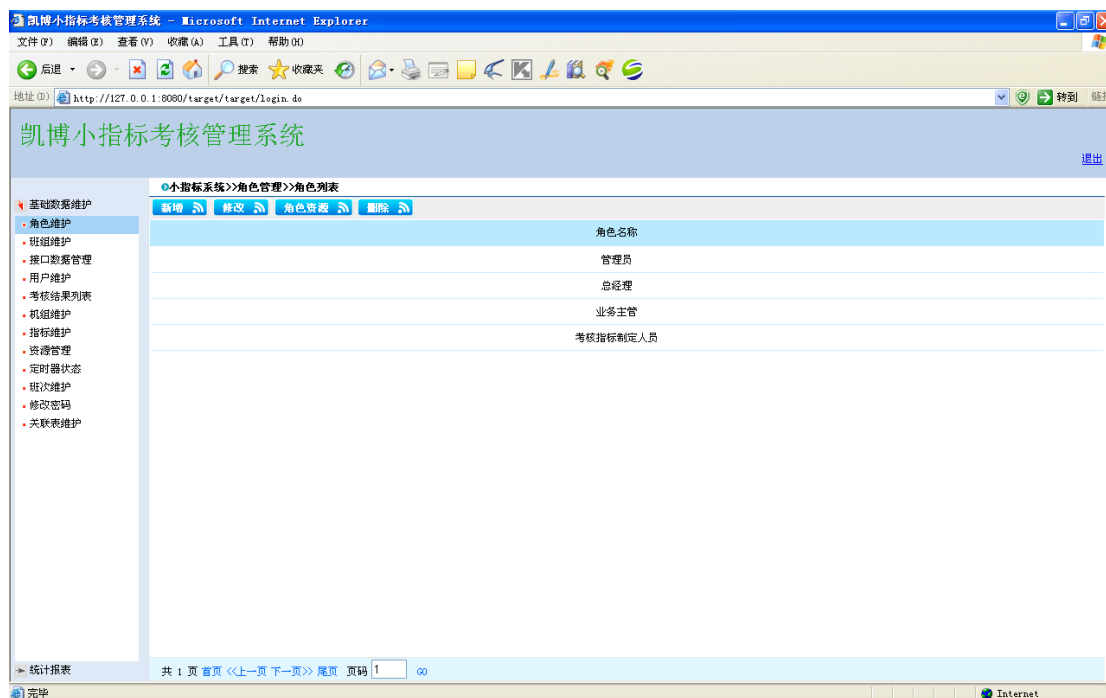 凯博小指标考核管理系统 - Microsoft Internet Explorer
文件(F) 编辑(E) 查看(V) 收藏(A) 工具(T) 帮助(H)
后退 搜索 收藏夹
地址(D) http://127.0.0.1:8080/target/target/login.do 转到
凯博小指标考核管理系统
退出
小指标系统>>角色管理>>角色列表
基础数据维护
角色维护
班组维护
接口数据管理
用户维护
考核结果列表
机组维护
指标维护
资源管理
定时器状态
班次维护
修改密码
关联表维护
统计报表
新增 修改 角色资源 删除
角色名称
管理员
总经理
业务主管
考核指标制定人员
共 1 页 首页 <<上一页 下一页>> 尾页 页码 1 GO
完毕 Internet